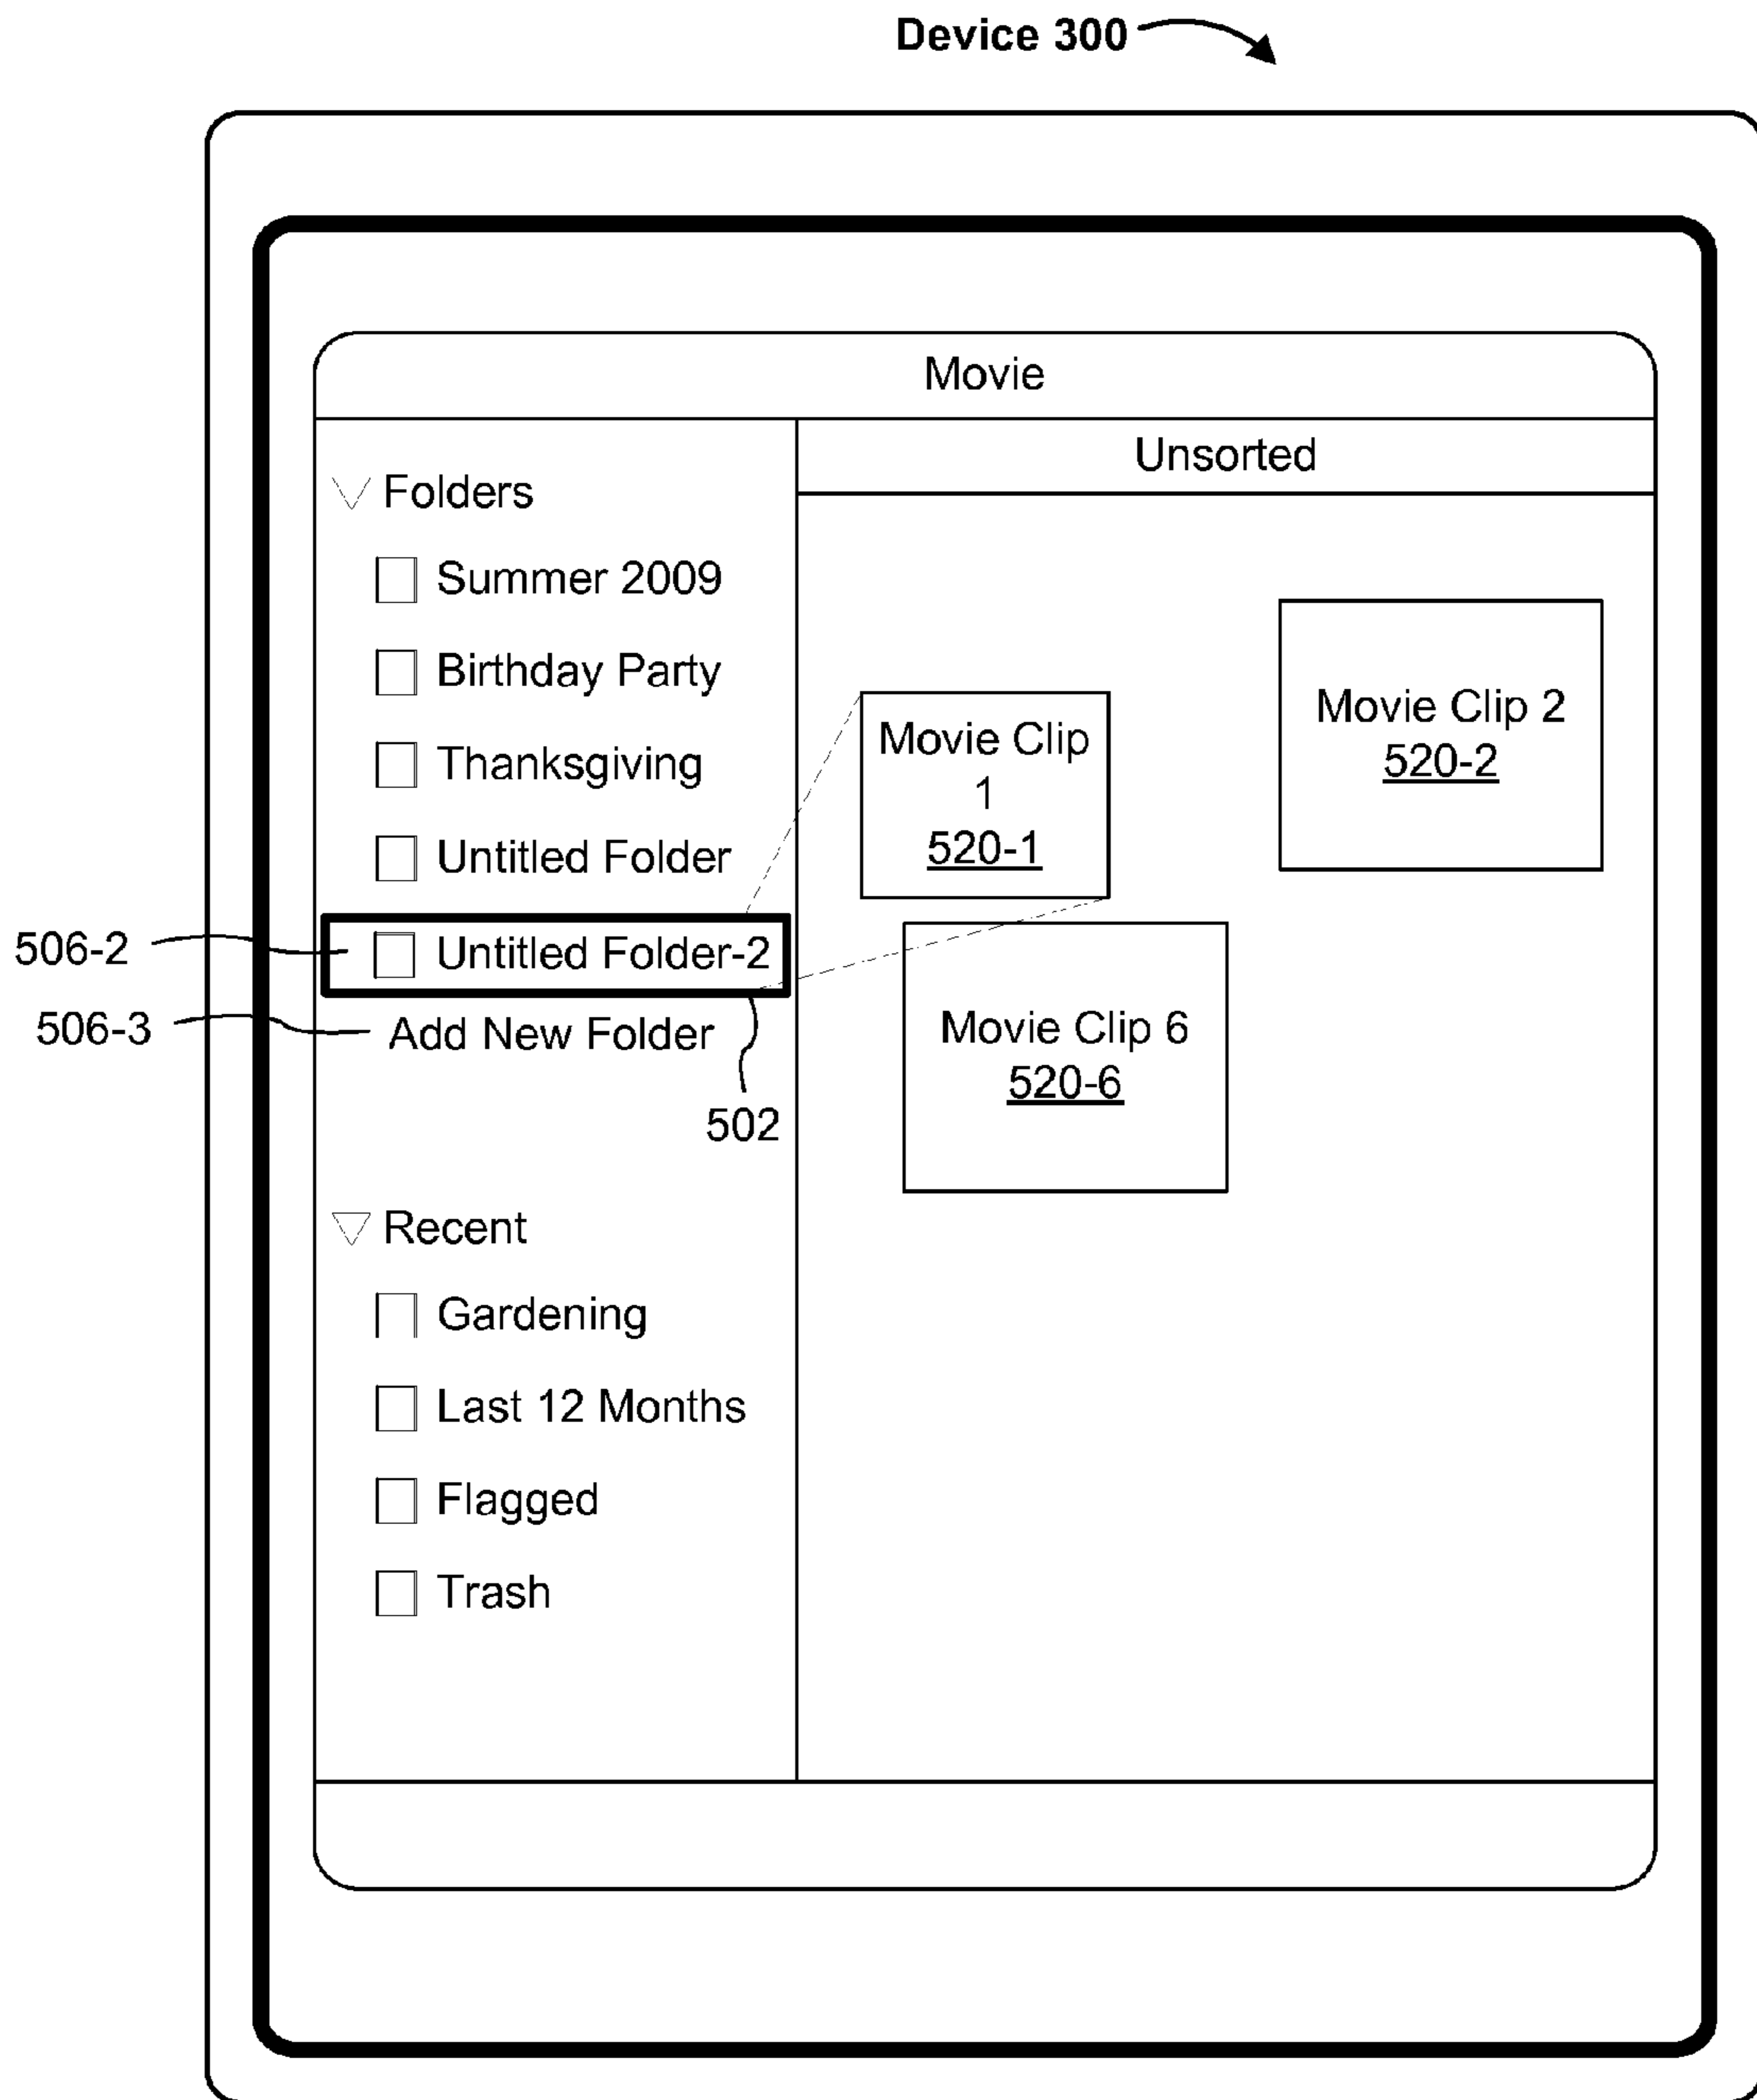 Device 300
Movie
Folders
Summer 2009
Birthday Party
Thanksgiving
Untitled Folder
506-2
Untitled Folder-2
506-3
Add New Folder
502
Recent
Gardening
Last 12 Months
Flagged
Trash
Unsorted
Movie Clip
1
520-1
Movie Clip 2
520-2
Movie Clip 6
520-6